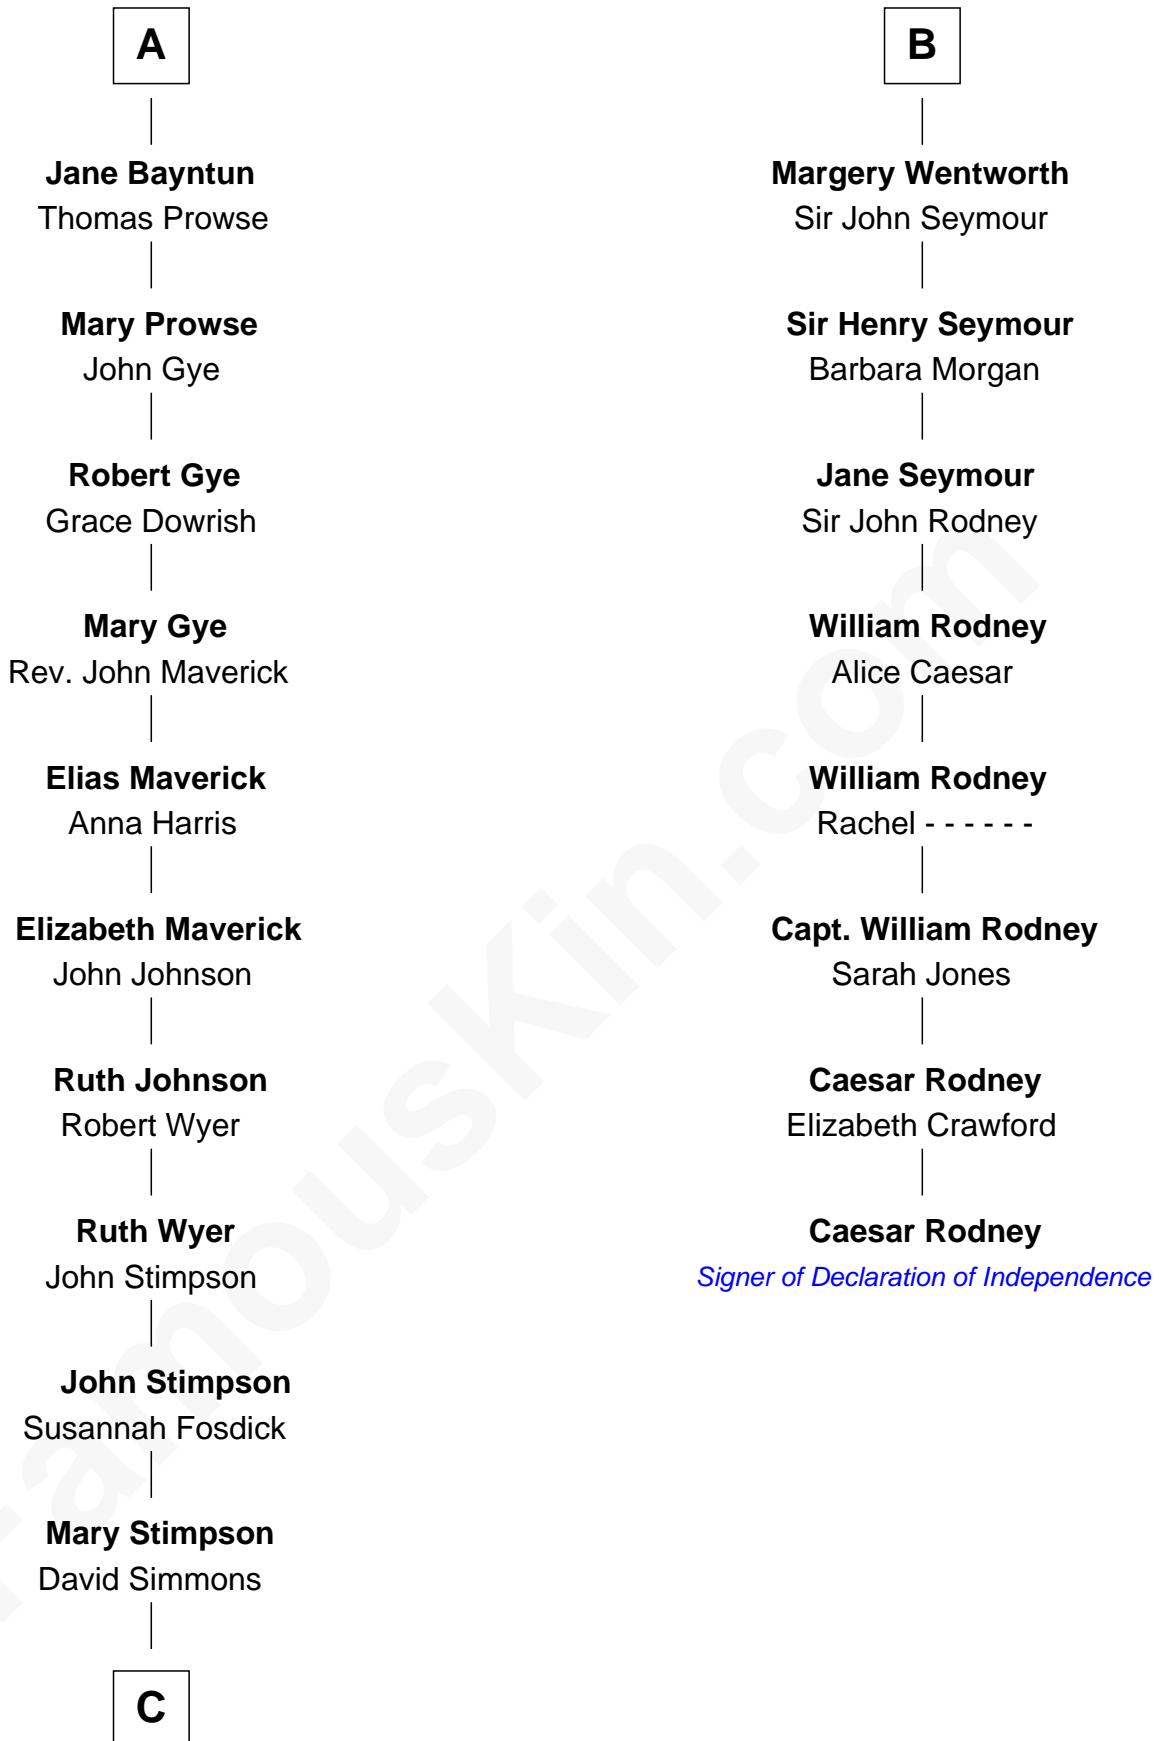 A
Jane Bayntun
Thomas Prowse
Mary Prowse
John Gye
Robert Gye
Grace Dowrish
Mary Gye
Rev. John Maverick
Elias Maverick
Anna Harris
Elizabeth Maverick
John Johnson
Ruth Johnson
Robert Wyer
Ruth Wyer
John Stimpson
John Stimpson
Susannah Fosdick
Mary Stimpson
David Simmons
C
B
Margery Wentworth
Sir John Seymour
Sir Henry Seymour
Barbara Morgan
Jane Seymour
Sir John Rodney
William Rodney
Alice Caesar
William Rodney
Rachel - - - - - -
Capt. William Rodney
Sarah Jones
Caesar Rodney
Elizabeth Crawford
Caesar Rodney
Signer of Declaration of Independence
FamousKin.com